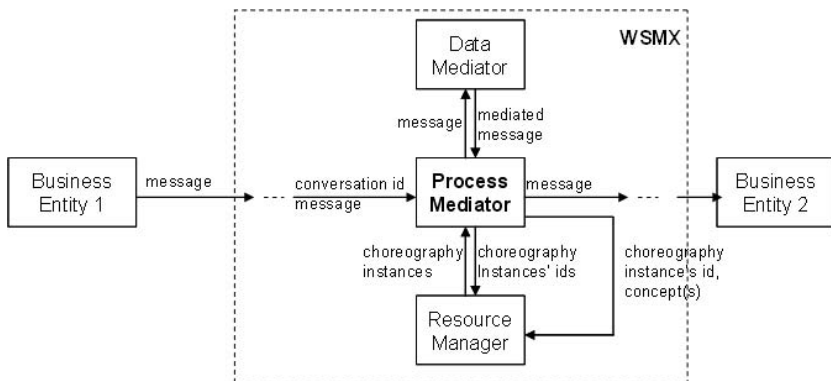 WSMX
Data
Mediator
message
mediated
message
Business
Entity 1
message
...
conversation id
message
Process
Mediator
message
...
Business
Entity 2
choreography
instances
choreography
Instances' ids
choreography
instance's id,
concept(s)
Resource
Manager